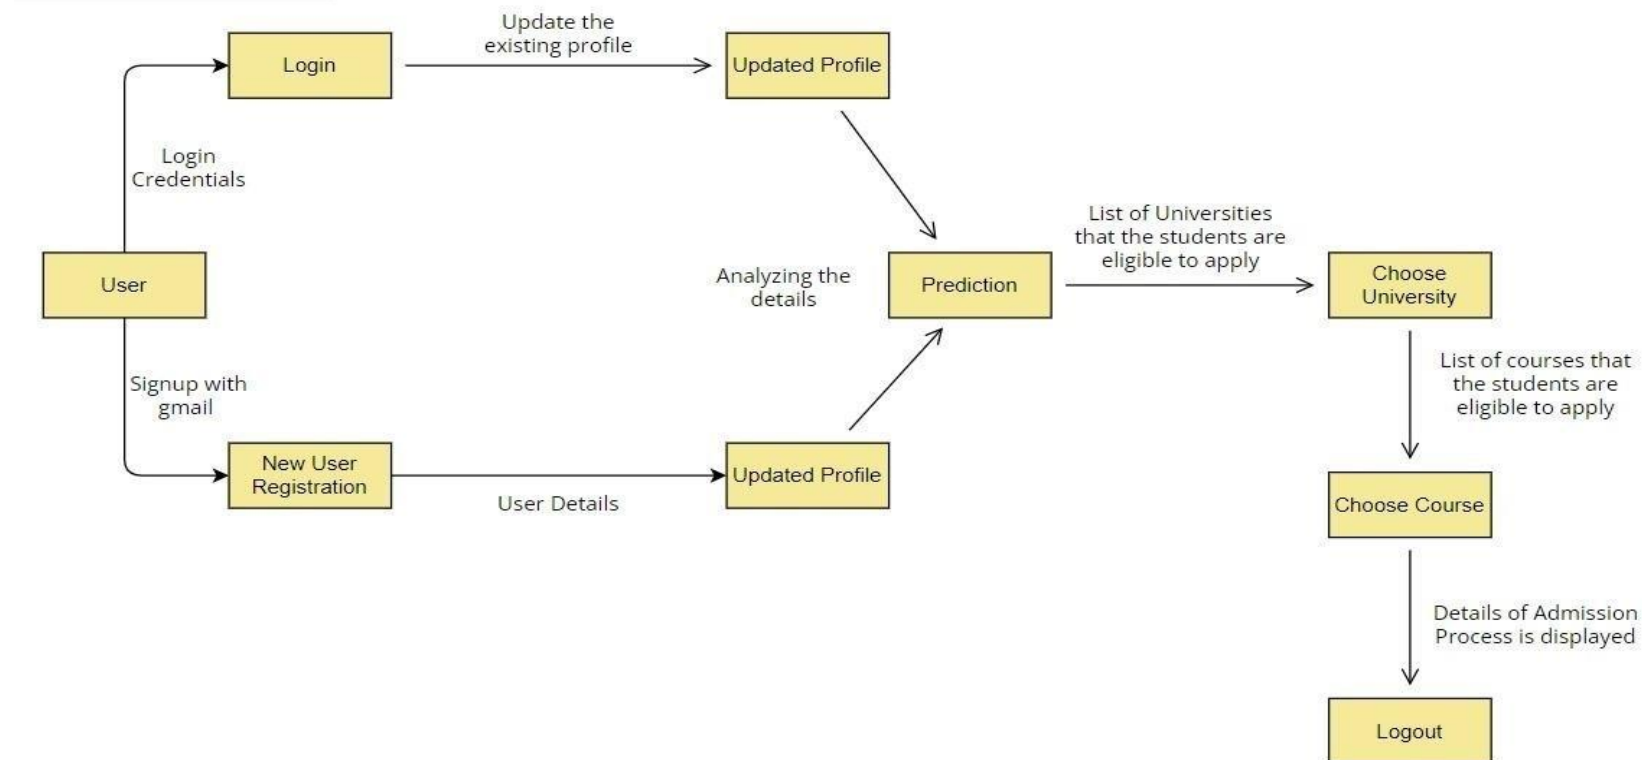 Update the
existing profile
Login
Updated Profile
Login
Credentials
List of Universities
that the students are
eligible to apply
User
Analyzing the
details
Prediction
Choose
University
Signup with
gmail
List of courses that
the students are
eligible to apply
New User
Registration
User Details
Updated Profile
Choose Course
Details of Admission
Process is displayed
Logout